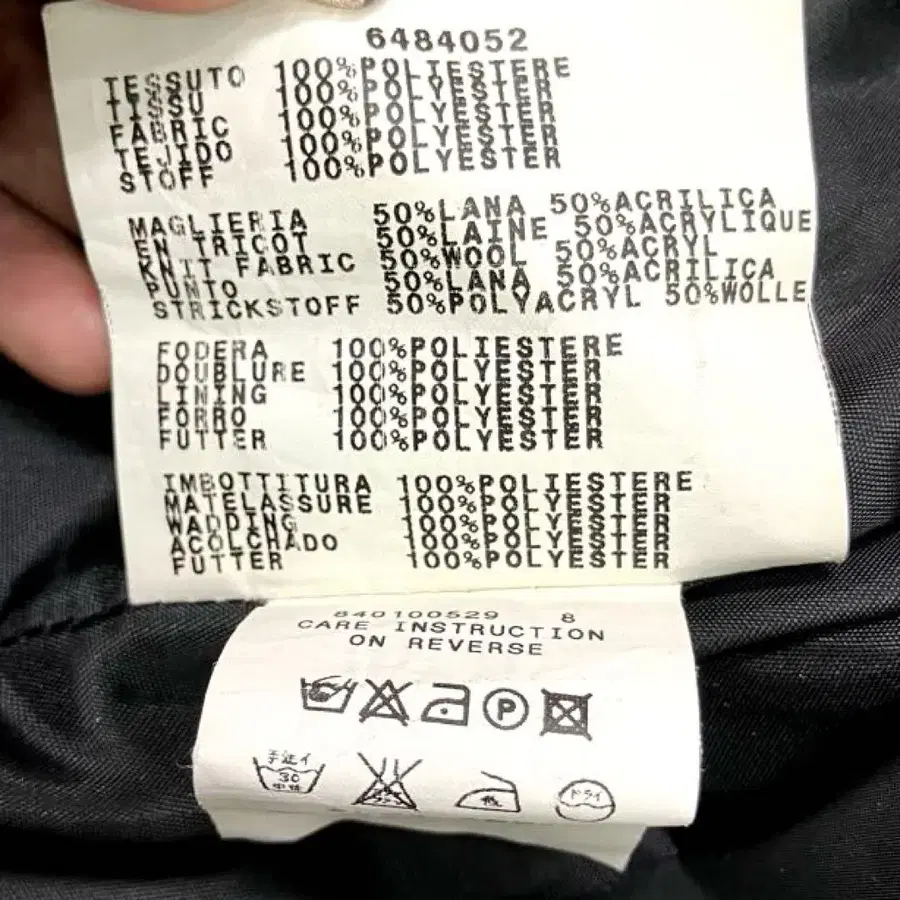 6484052
TESSUTO 100%POLIESTERE
TISSU 100%POLYESTER
FABRIC 100%POLYESTER
TEJIDO 100%POLYESTER
STOFF 100%POLYESTER
MAGLIERIA 50%LANA 50%ACRILICA
EN TRICOT 50%LAINE 50%ACRYLIQUE
KNIT FABRIC 50%WOOL 50%ACRYL
PUNTO 50%LANA 50%ACRILICA
STRICKSTOFF 50%POLYACRYL 50%WOLLE
FODERA 100%POLIESTERE
DOUBLURE 100%POLYESTER
LINING 100%POLYESTER
FORRO 100%POLYESTER
FUTTER 100%POLYESTER
IMBOTTITURA 100%POLIESTERE
MATELASSURE 100%POLYESTER
WADDING 100%POLYESTER
ACOLCHADO 100%POLYESTER
FUTTER 100%POLYESTER
840100529 8
CARE INSTRUCTION
ON REVERSE
P
手洗イ
30
中性
ドライ